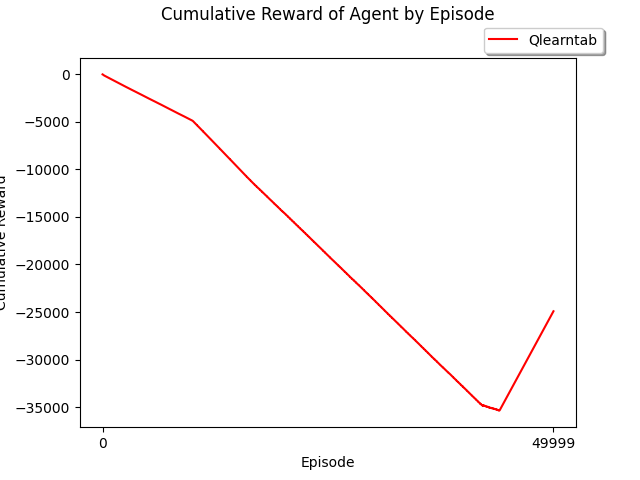 Cumulative Reward of Agent by Episode
Qlearntab
0
−5000
−10000
−15000
−20000
−25000
−30000
−35000
Cumulative Reward
0
49999
Episode